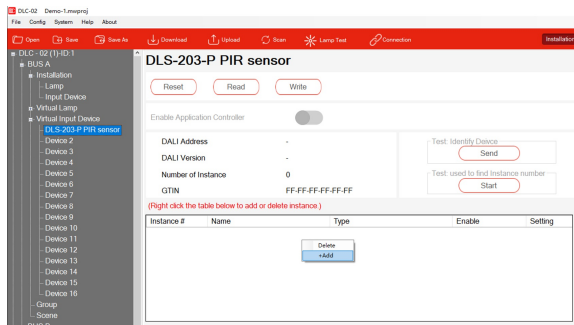 DLC-02 Demo-1.mwproj
File Config System Help About
Open Save Save As Download Upload Scan Lamp Test Connection Installation
DLC - 02 (1)-ID:1
BUS A
Installation
Lamp
Input Device
Virtual Lamp
Virtual Input Device
DLS-203-P PIR sensor
Device 2
Device 3
Device 4
Device 5
Device 6
Device 7
Device 8
Device 9
Device 10
Device 11
Device 12
Device 13
Device 14
Device 15
Device 16
Group
Scene
DLS-203-P PIR sensor
Reset Read Write
Enable Application Controller
DALI Address -
DALI Version -
Number of Instance 0
GTIN FF-FF-FF-FF-FF-FF
Test: Identify Deivce
Send
Test: used to find Instance number
Start
(Right click the table below to add or delete instance )
Instance # Name Type Enable Setting
Delete
+Add